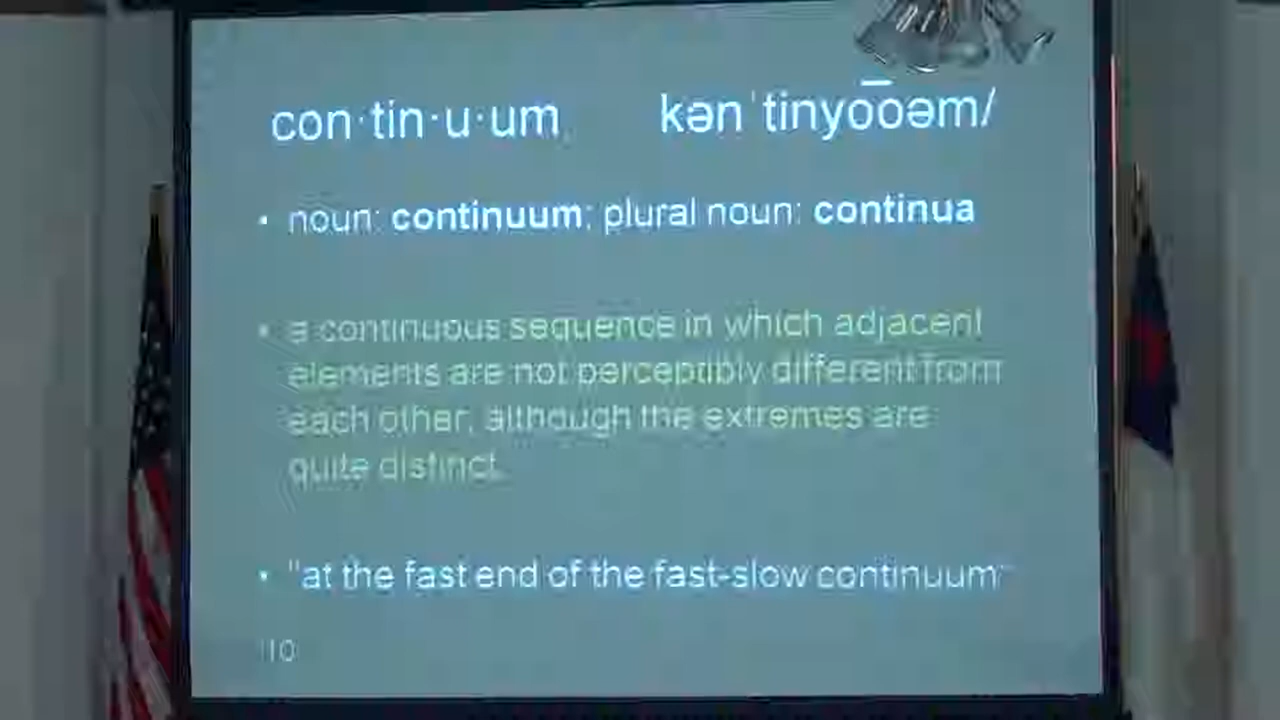 con·tin·u·um kənˈtinyo͞oəm/
• noun: continuum; plural noun: continua
• a continuous sequence in which adjacent
elements are not perceptibly different from
each other, although the extremes are
quite distinct.
• "at the fast end of the fast-slow continuum"
10